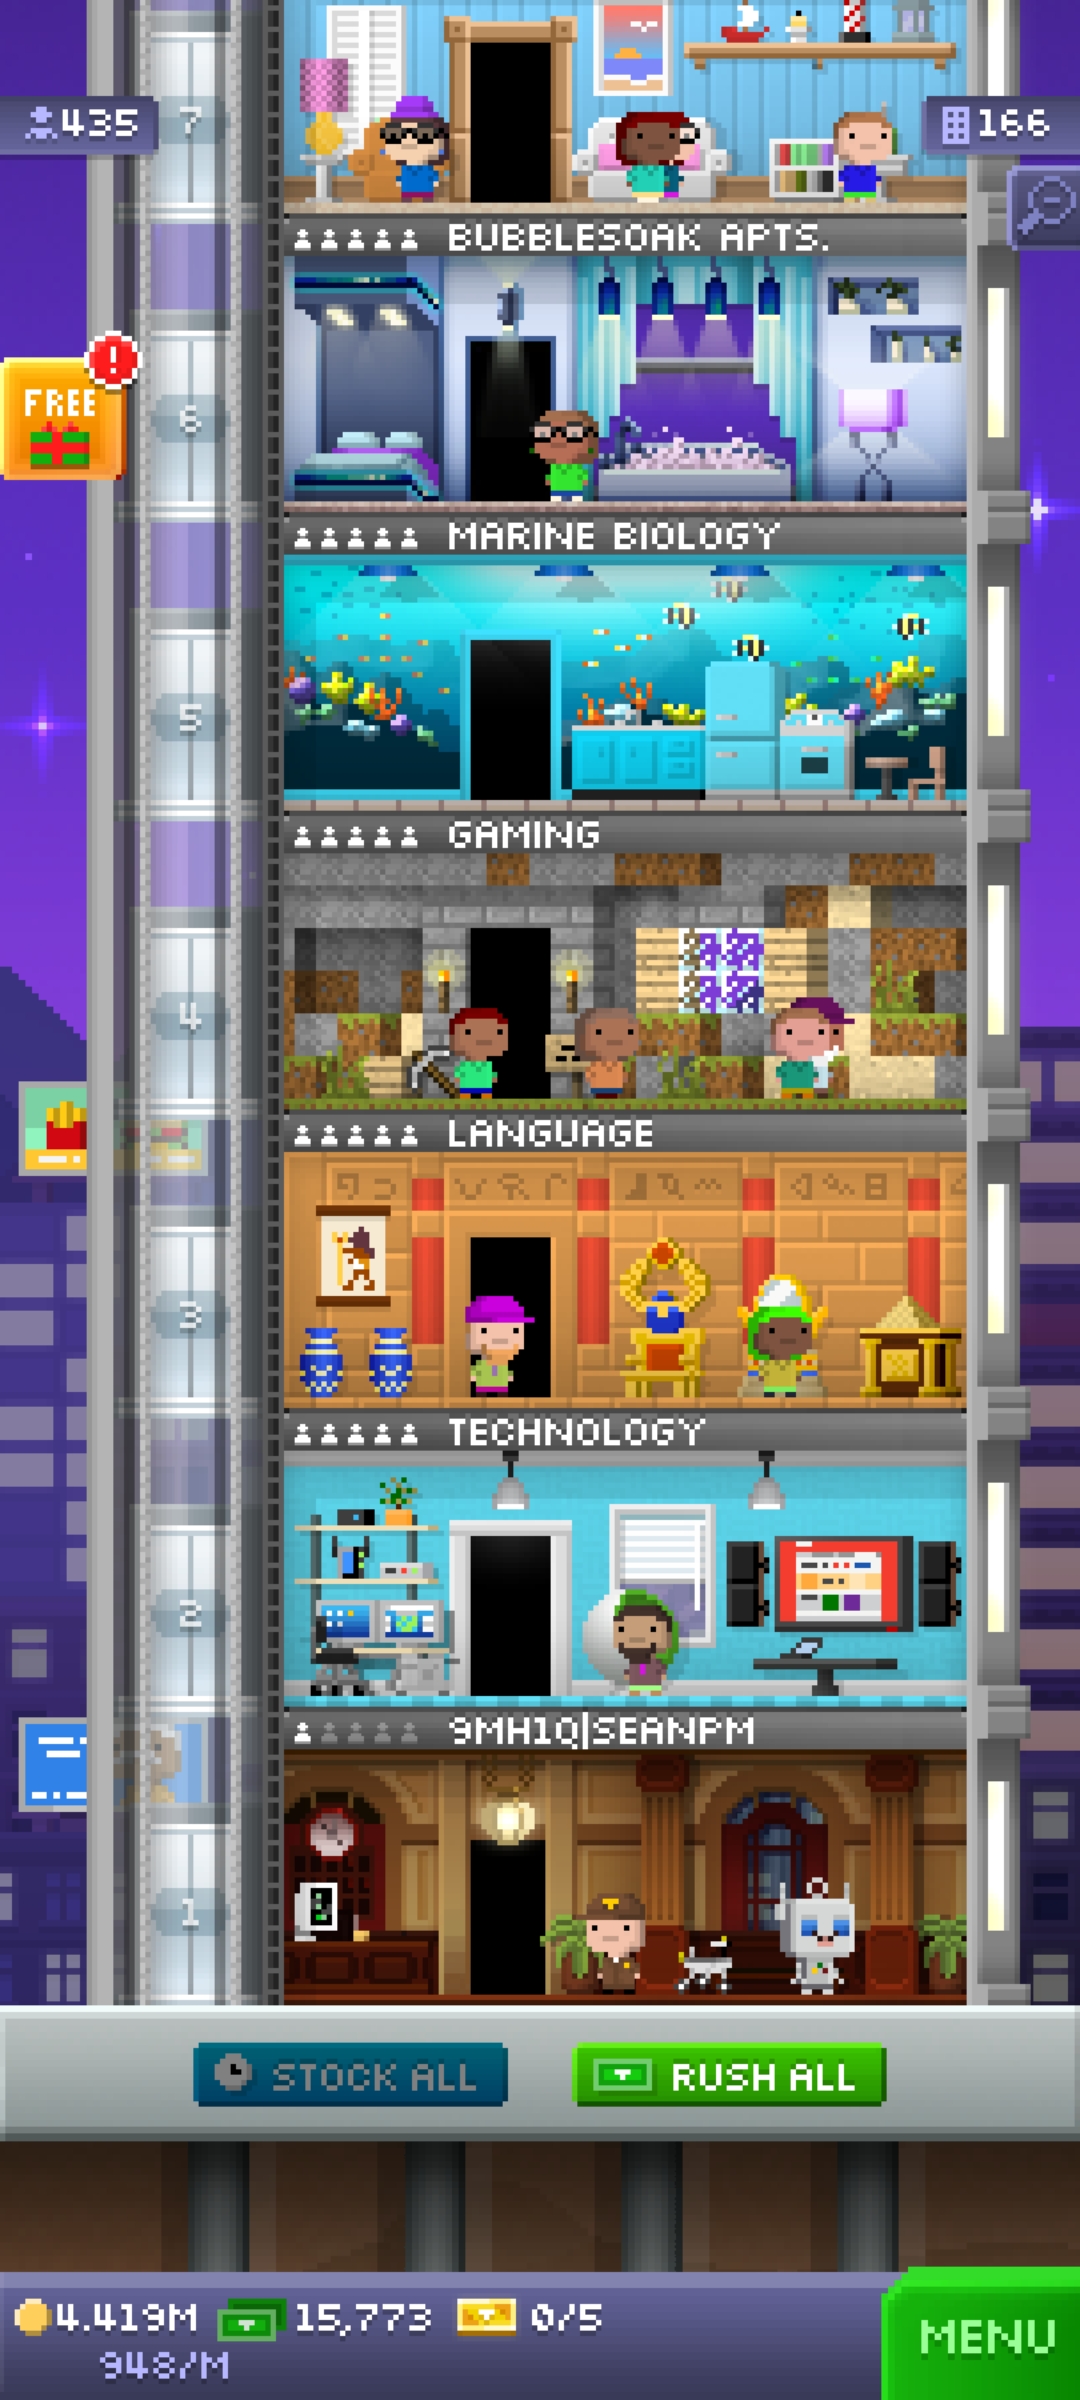 7
435
166
BUBBLESOAK APTS.
FREE
!
6
MARINE BIOLOGY
5
GAMING
4
LANGUAGE
3
TECHNOLOGY
2
9MH1Q|SEANPM
1
STOCK ALL
RUSH ALL
4.419M
15,773
0/5
948/M
MENU